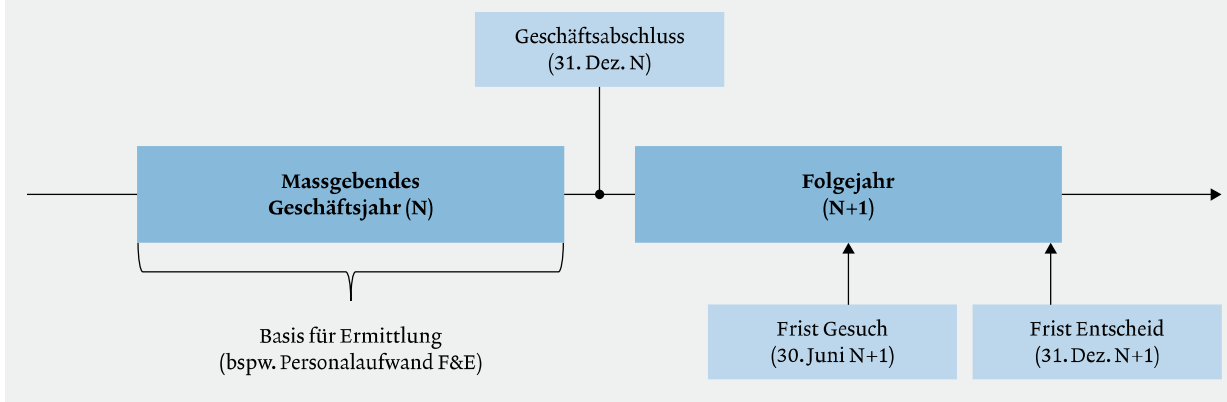 Geschäftsabschluss
(31. Dez. N)
Massgebendes
Geschäftsjahr (N)
Folgejahr
(N+1)
Basis für Ermittlung
(bspw. Personalaufwand F&E)
Frist Gesuch
(30. Juni N+1)
Frist Entscheid
(31. Dez. N+1)